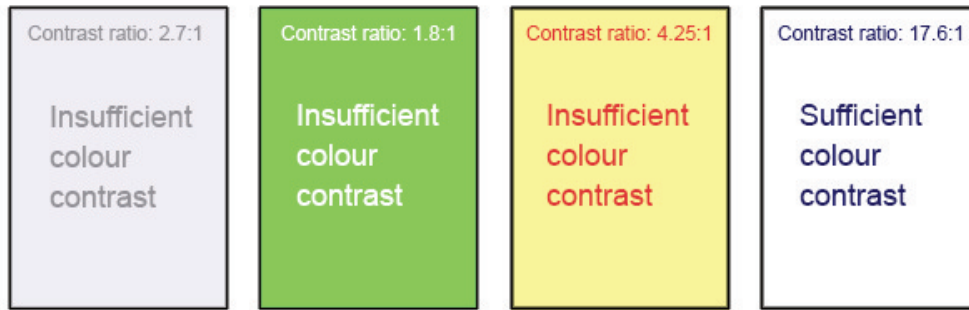 Contrast ratio: 2.7:1
Insufficient
colour
contrast
Contrast ratio: 1.8:1
Insufficient
colour
contrast
Contrast ratio: 4.25:1
Insufficient
colour
contrast
Contrast ratio: 17.6:1
Sufficient
colour
contrast